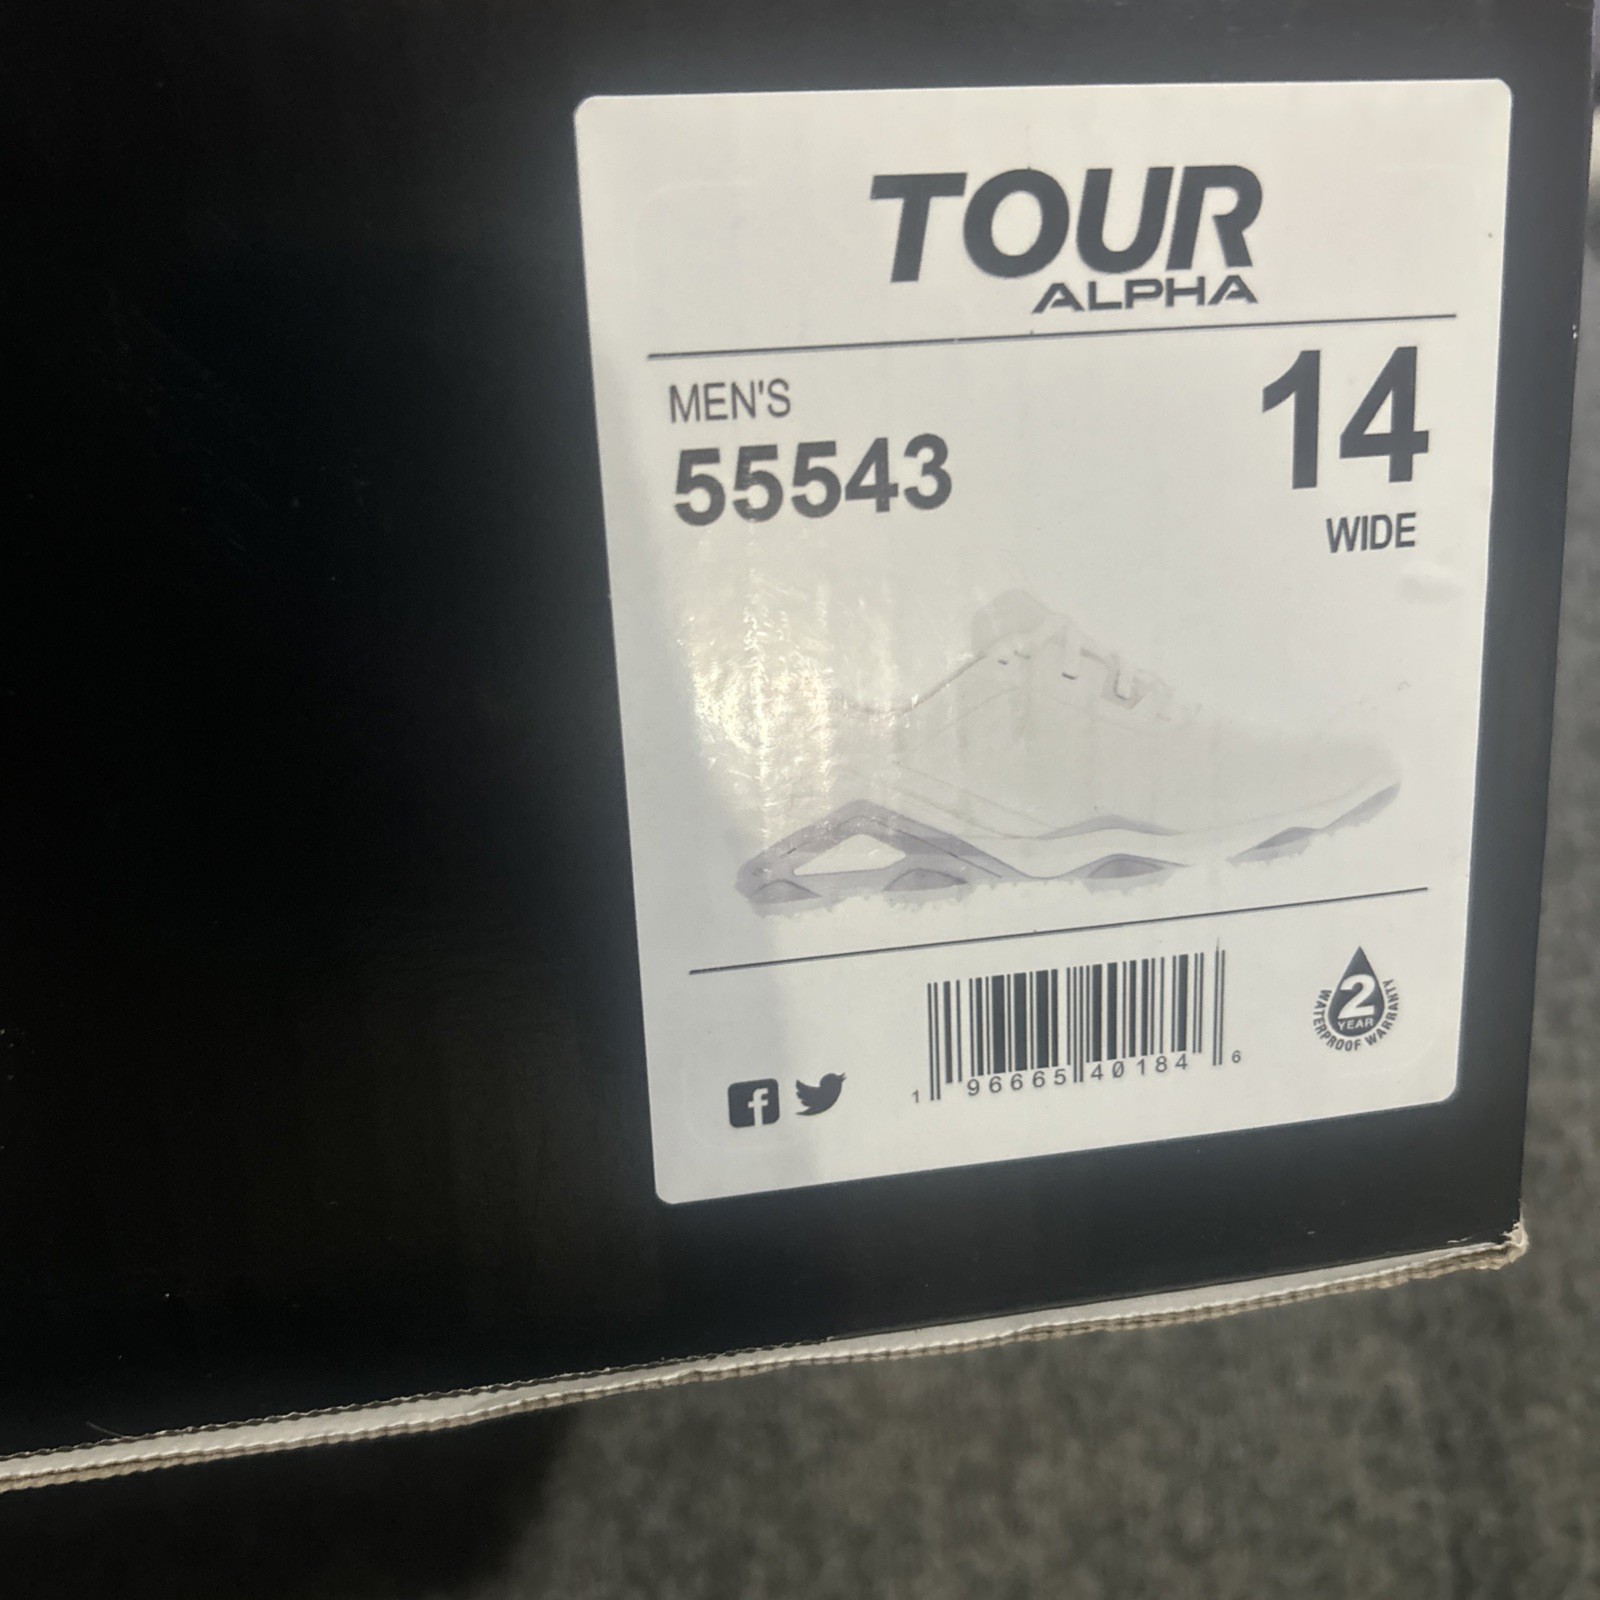 TOUR
ALPHA
MEN'S
55543
14
WIDE
1 96665 40184 6
2
YEAR
WATERPROOF WARRANTY